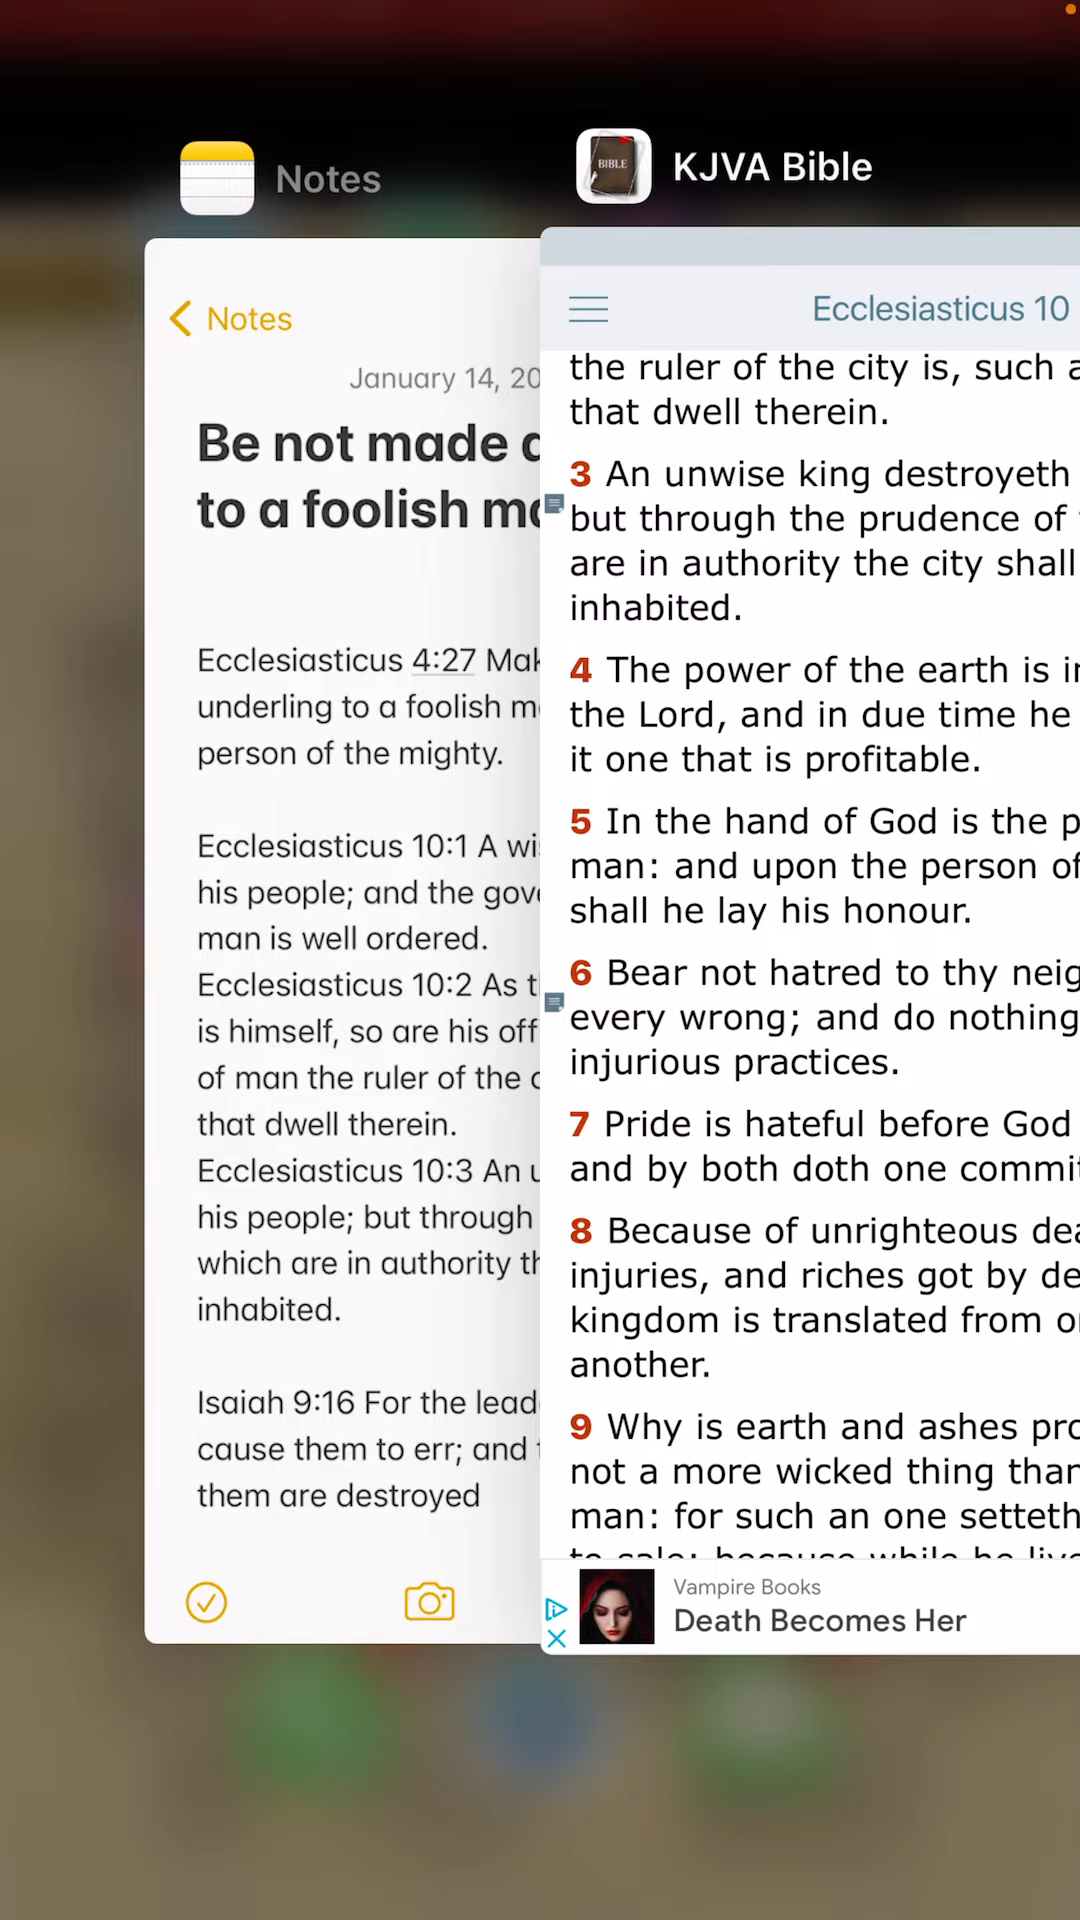 Notes
KJVA Bible
BIBLE
Notes
January 14, 20
Be not made
to a foolish
Ecclesiasticus 4:27
underling to a foolish
person of the mighty.
Ecclesiasticus 10:1 A
his people; and the
man is well ordered.
Ecclesiasticus 10:2 As
is himself, so are his
of man the ruler of the
that dwell therein.
Ecclesiasticus 10:3 An
his people; but through
which are in authority
inhabited.
Isaiah 9:16 For the
cause them to err; and
them are destroyed
Ecclesiasticus 10
the ruler of the city is, such
that dwell therein.
3 An unwise king destroyeth
but through the prudence of
are in authority the city shall
inhabited.
4 The power of the earth is
the Lord, and in due time he
it one that is profitable.
5 In the hand of God is the
man: and upon the person of
shall he lay his honour.
6 Bear not hatred to thy
every wrong; and do nothing
injurious practices.
7 Pride is hateful before God
and by both doth one
8 Because of unrighteous
injuries, and riches got by
kingdom is translated from
another.
9 Why is earth and ashes
not a more wicked thing than
man: for such an one setteth
to sale; because while he
Vampire Books
Death Becomes Her